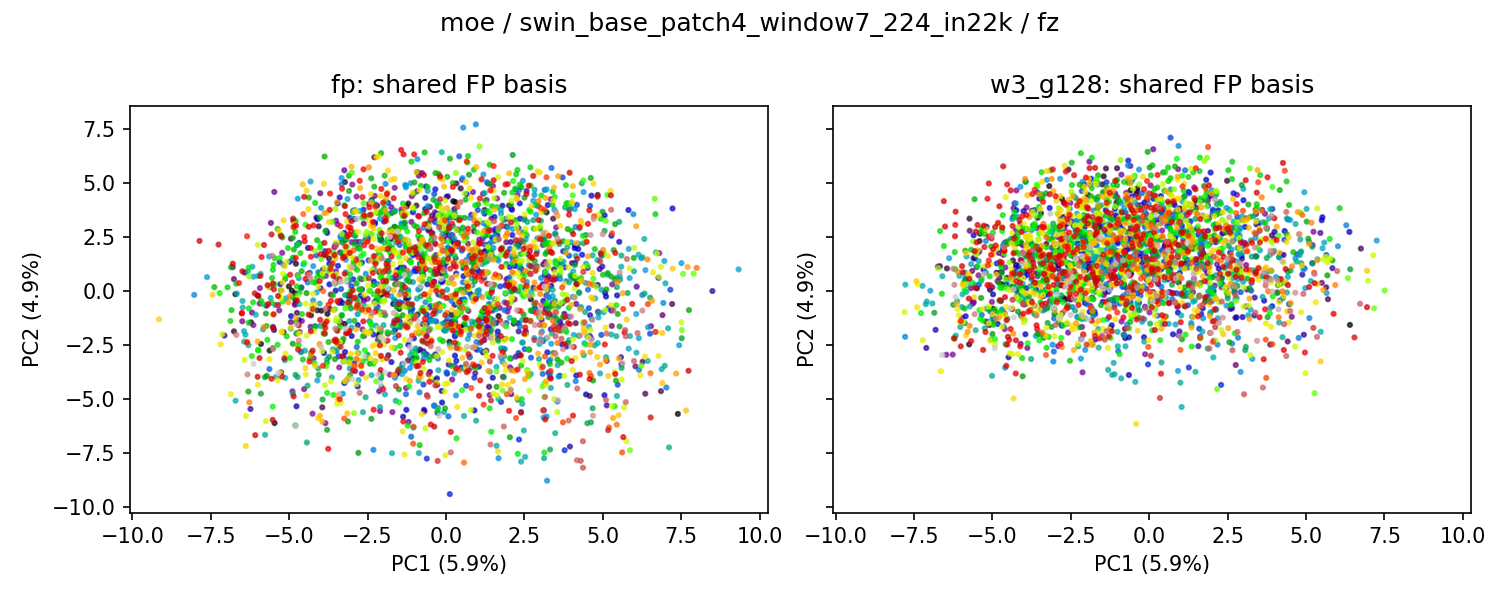 moe / swin_base_patch4_window7_224_in22k / fz
fp: shared FP basis
w3_g128: shared FP basis
7.5
5.0
2.5
0.0
−2.5
−5.0
−7.5
−10.0
PC2 (4.9%)
PC2 (4.9%)
−10.0 −7.5 −5.0 −2.5 0.0 2.5 5.0 7.5 10.0
−10.0 −7.5 −5.0 −2.5 0.0 2.5 5.0 7.5 10.0
PC1 (5.9%)
PC1 (5.9%)